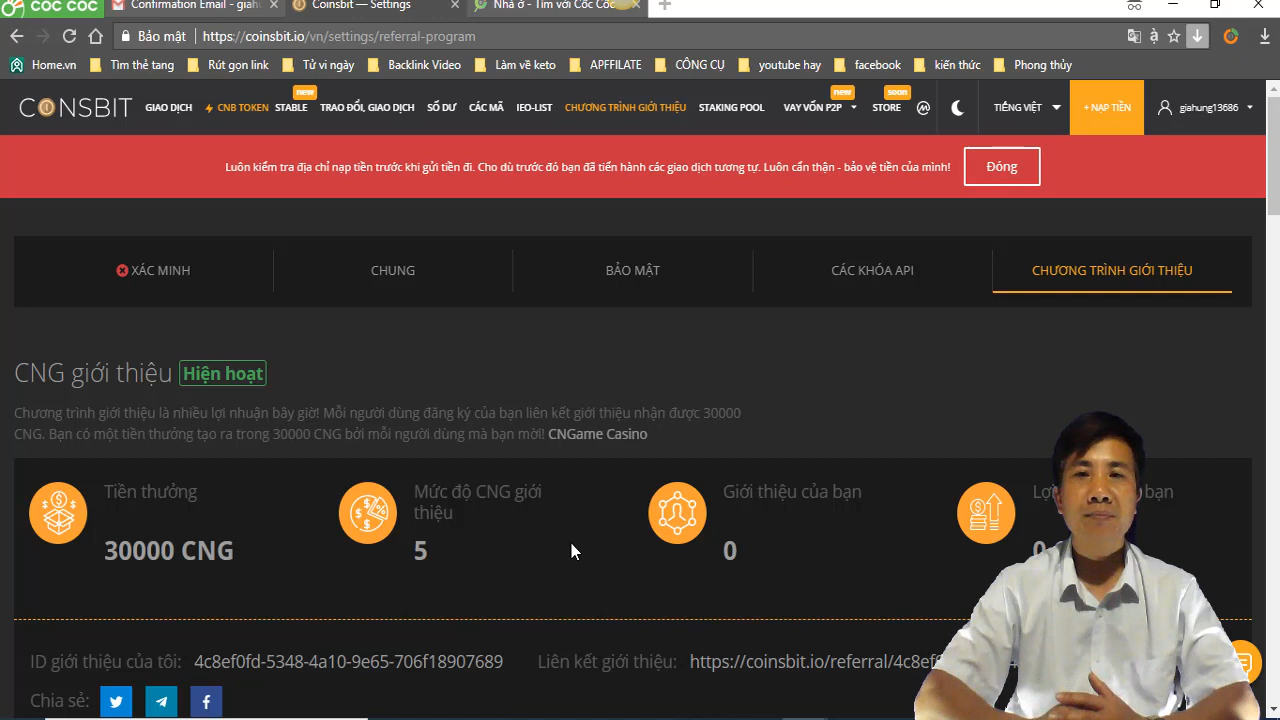 CỐC CỐC
Confirmation Email - giah
Coinsbit — Settings
Nhà ở - Tìm với Cốc Cốc
Bảo mật
https://coinsbit.io/vn/settings/referral-program
Home.vn
Tìm thẻ tang
Rút gọn link
Tử vi ngày
Backlink Video
Làm về keto
APFFILATE
CÔNG CỤ
youtube hay
facebook
kiến thức
Phong thủy
new
new
soon
CONSBIT
GIAO DỊCH
CNB TOKEN
STABLE
TRAO ĐỔI, GIAO DỊCH
SỐ DƯ
CÁC MÃ
IEO-LIST
CHƯƠNG TRÌNH GIỚI THIỆU
STAKING POOL
VAY VỐN P2P
STORE
TIẾNG VIỆT
+ NẠP TIỀN
giahung13686
Luôn kiểm tra địa chỉ nạp tiền trước khi gửi tiền đi. Cho dù trước đó bạn đã tiến hành các giao dịch tương tự. Luôn cẩn thận - bảo vệ tiền của mình!
Đóng
XÁC MINH
CHUNG
BẢO MẬT
CÁC KHÓA API
CHƯƠNG TRÌNH GIỚI THIỆU
CNG giới thiệu
Hiện hoạt
Chương trình giới thiệu là nhiều lợi nhuận bây giờ! Mỗi người dùng đăng ký của bạn liên kết giới thiệu nhận được 30000
CNG. Bạn có một tiền thưởng tạo ra trong 30000 CNG bởi mỗi người dùng mà bạn mời! CNGame Casino
Tiền thưởng
30000 CNG
Mức độ CNG giới
thiệu
5
Giới thiệu của bạn
0
bạn
0
ID giới thiệu của tôi: 4c8ef0fd-5348-4a10-9e65-706f18907689
Liên kết giới thiệu: https://coinsbit.io/referral/4c8ef
Chia sẻ: